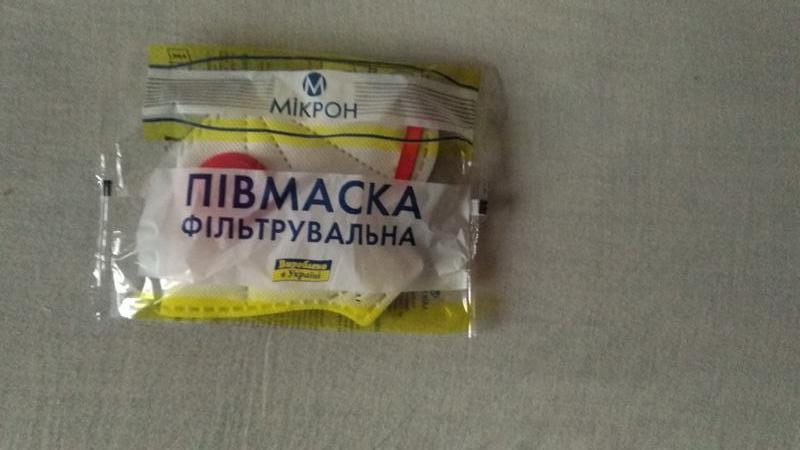 МІКРОН
ПІВМАСКА
ФІЛЬТРУВАЛЬНА
Вироблено
в Україні